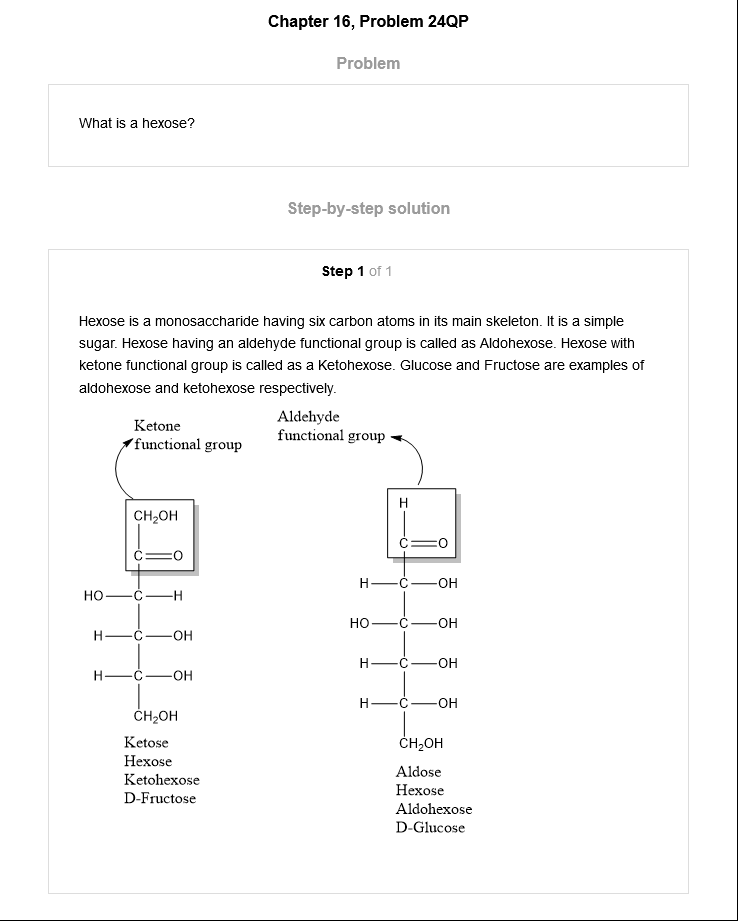 Chapter 16, Problem 24QP
Problem
What is a hexose?
Step-by-step solution
Step 1 of 1
Hexose is a monosaccharide having six carbon atoms in its main skeleton. It is a simple
sugar. Hexose having an aldehyde functional group is called as Aldohexose. Hexose with
ketone functional group is called as a Ketohexose. Glucose and Fructose are examples of
aldohexose and ketohexose respectively.
Ketone
functional group
CH₂OH
C=O
HO—C—H
H—C—OH
H—C—OH
CH₂OH
Ketose
Hexose
Ketohexose
D-Fructose
Aldehyde
functional group
H
C=O
H—C—OH
HO—C—OH
H—C—OH
H—C—OH
CH₂OH
Aldose
Hexose
Aldohexose
D-Glucose